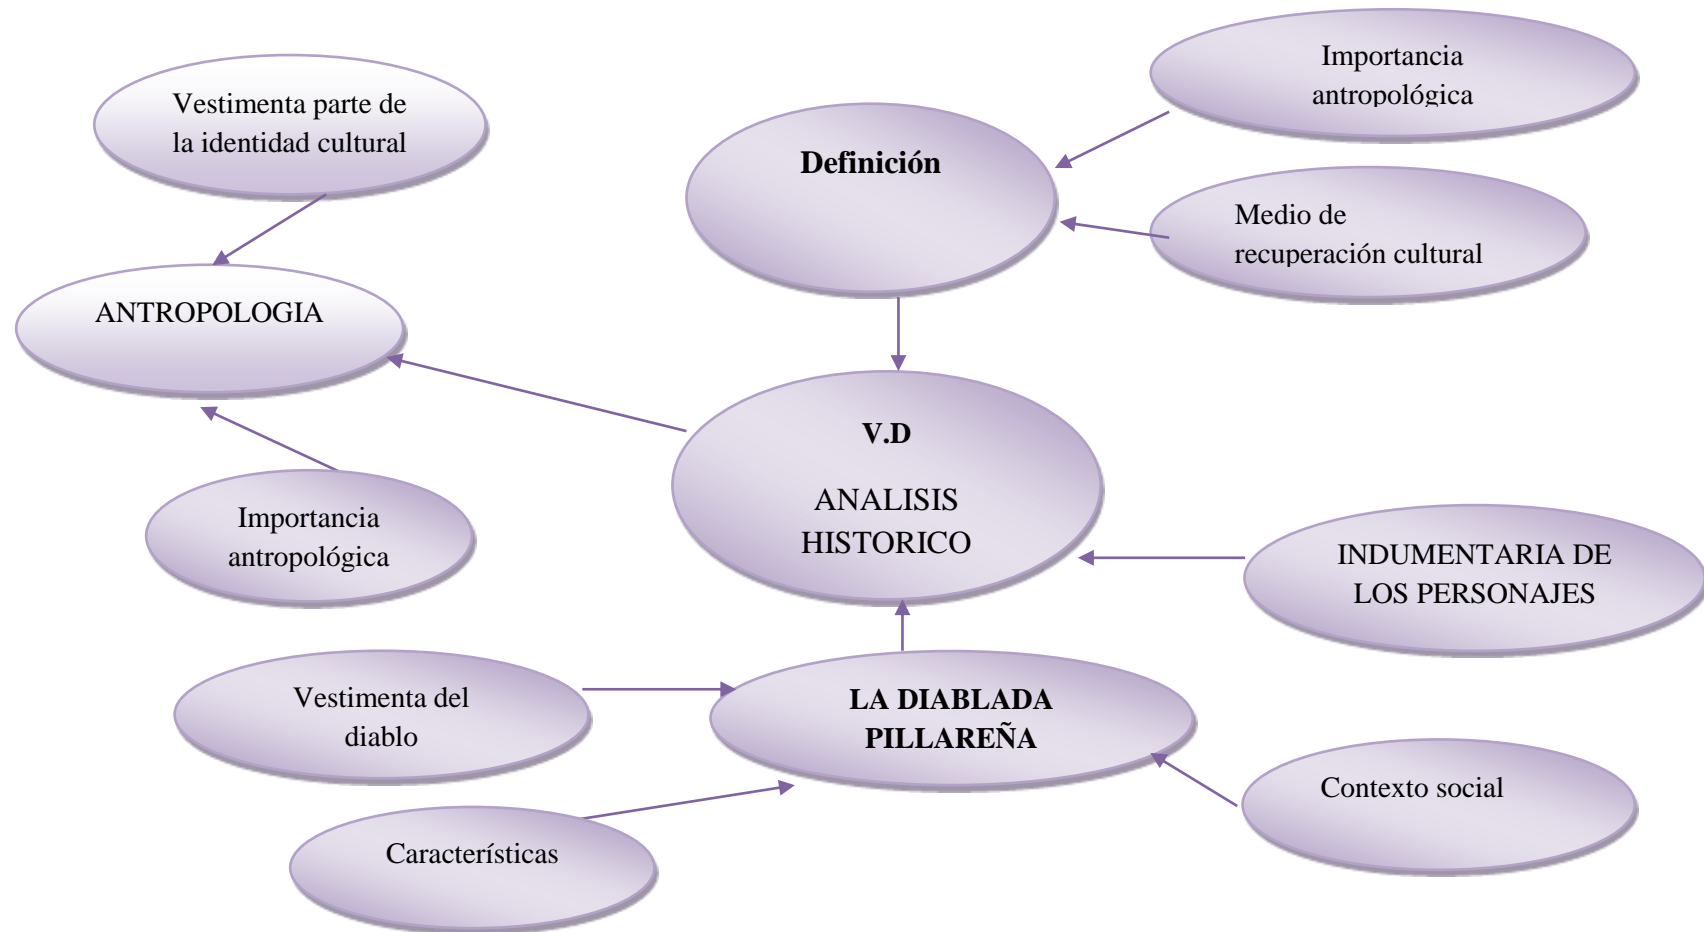 Importancia
antropológica
Vestimenta parte de
la identidad cultural
Definición
Medio de
recuperación cultural
ANTROPOLOGIA
V.D
ANALISIS
HISTORICO
Importancia
antropológica
INDUMENTARIA DE
LOS PERSONAJES
Vestimenta del
diablo
LA DIABLADA
PILLAREÑA
Contexto social
Características